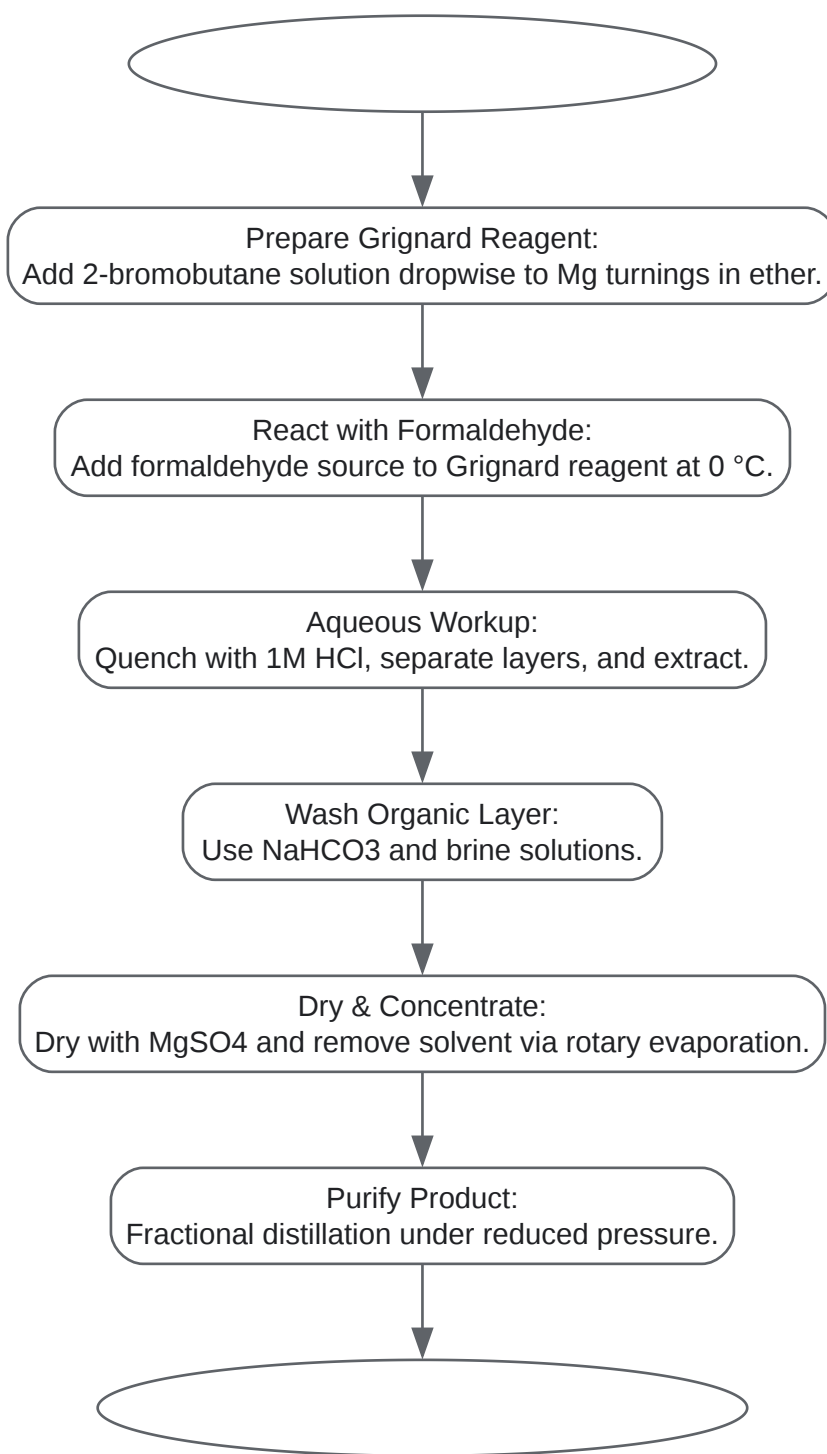 Prepare Grignard Reagent:
Add 2-bromobutane solution dropwise to Mg turnings in ether.
React with Formaldehyde:
Add formaldehyde source to Grignard reagent at 0 °C.
Aqueous Workup:
Quench with 1M HCl, separate layers, and extract.
Wash Organic Layer:
Use NaHCO3 and brine solutions.
Dry & Concentrate:
Dry with MgSO4 and remove solvent via rotary evaporation.
Purify Product:
Fractional distillation under reduced pressure.